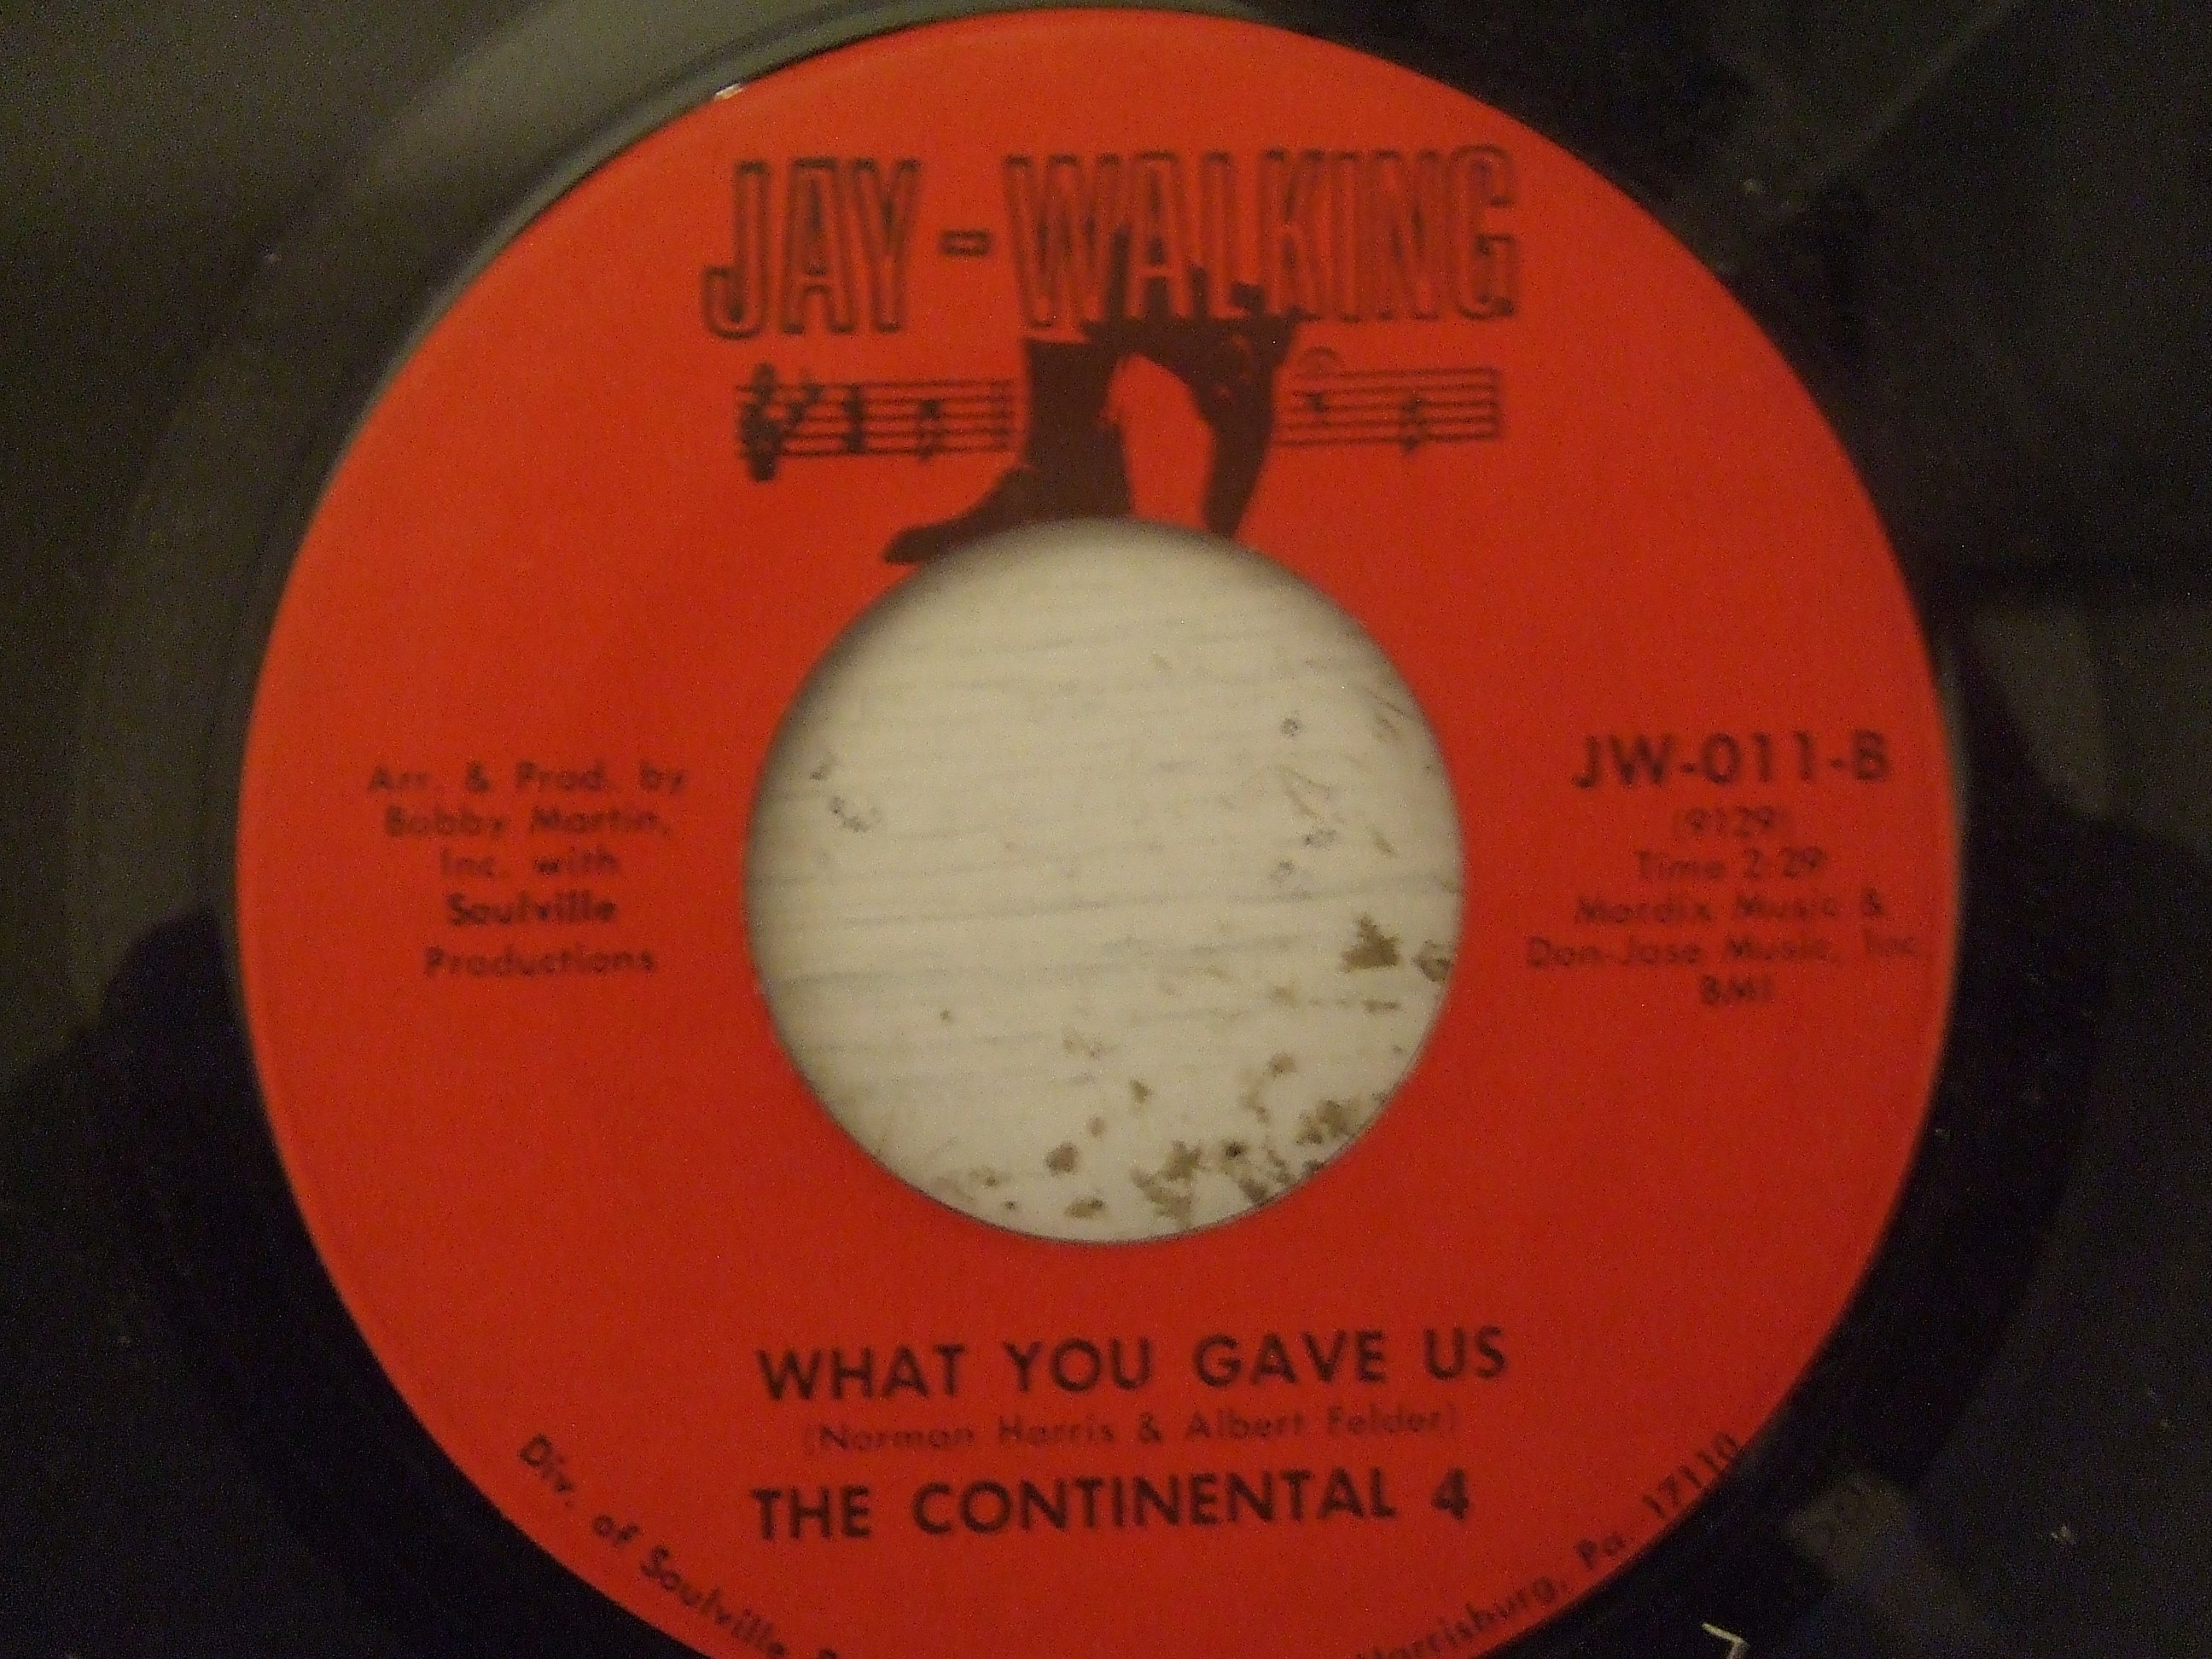 JAY-WALKING
Arr. & Prod. by
Bobby Martin,
Inc. with
Soulville
Productions
JW-011-B
(9129)
Time 2:29
Mardix Music &
Don-Jose Music, Inc.
BMI
WHAT YOU GAVE US
(Norman Harris & Albert Felder)
THE CONTINENTAL 4
Div. of Soulville
Harrisburg, Pa. 17110